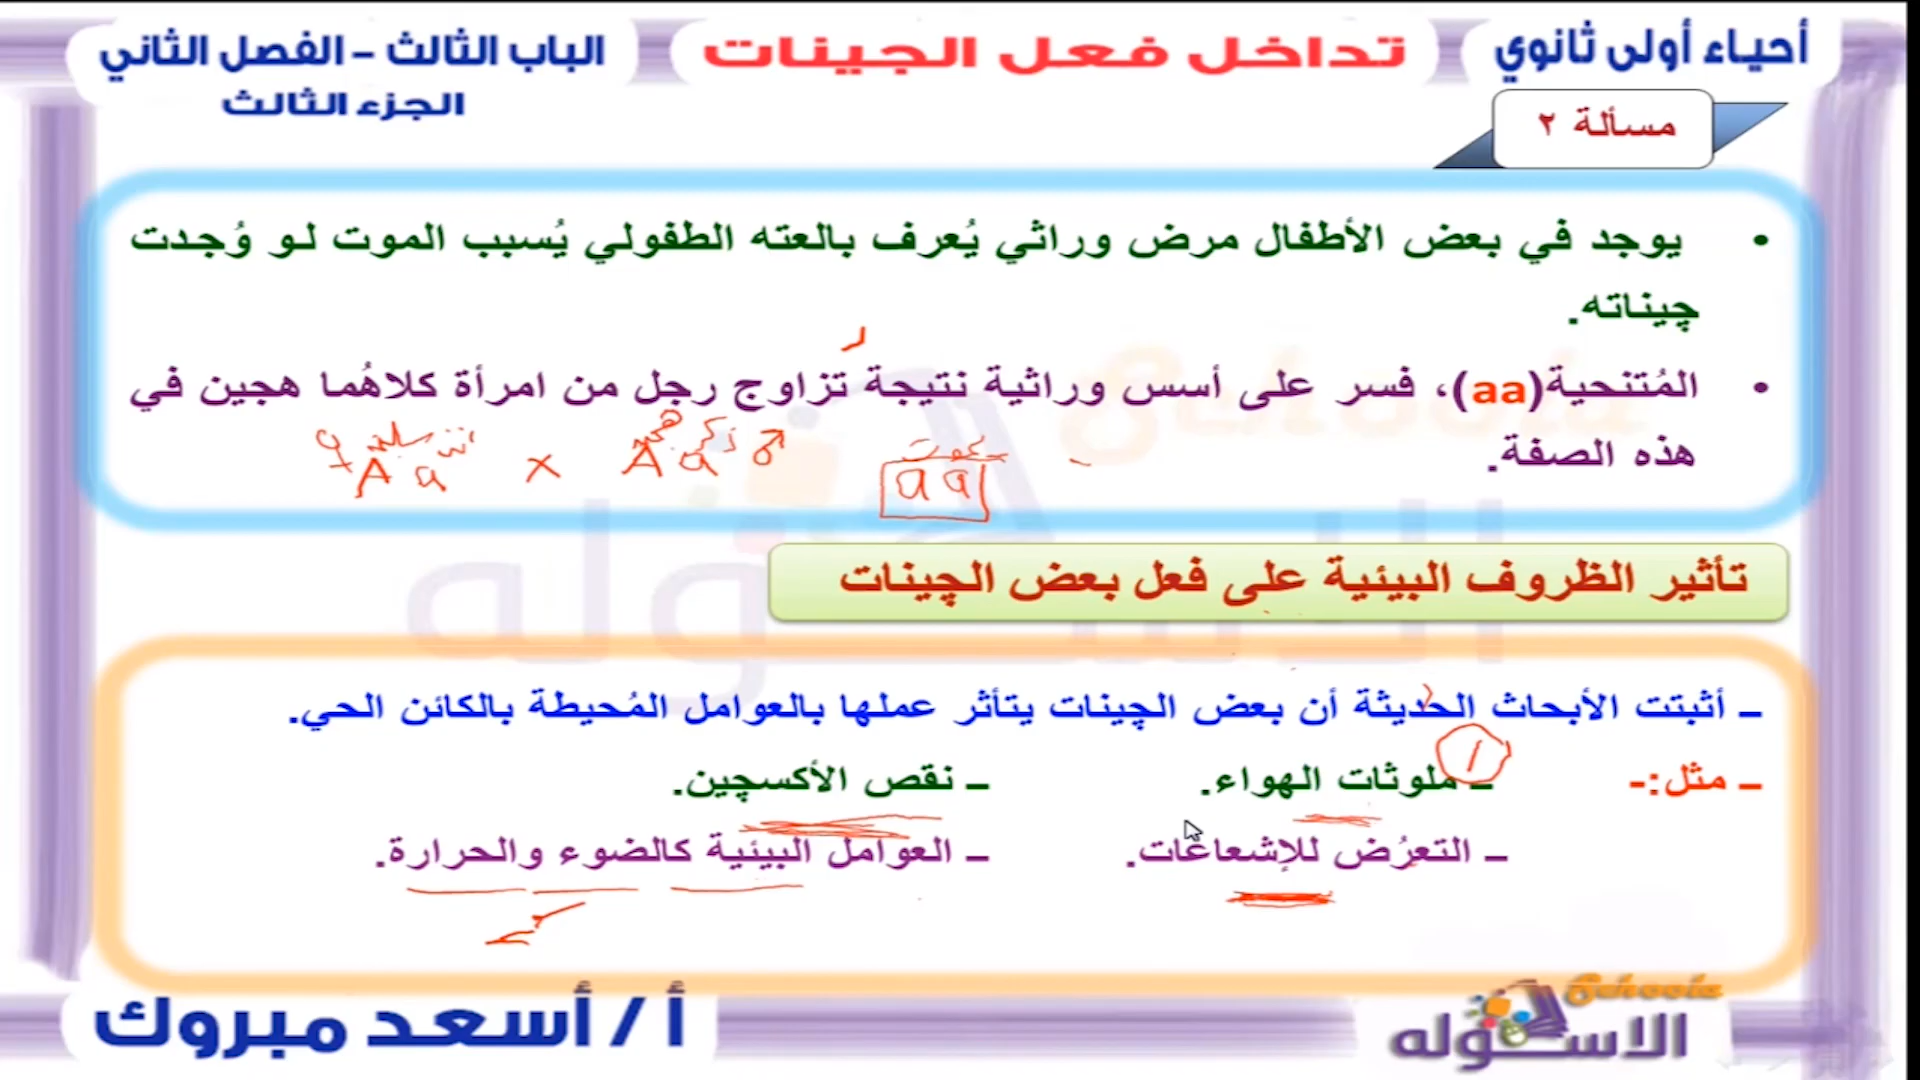 أحياء أولى ثانوي
تداخل فعل الجينات
الباب الثالث – الفصل الثاني
الجزء الثالث
مسألة ٢
• يوجد في بعض الأطفال مرض وراثي يُعرف بالعته الطفولي يُسبب الموت لو وُجدت
چيناته.
• المُتنحية(aa)، فسر على أسس وراثية نتيجة تزاوج رجل من امرأة كلاهُما هجين في
هذه الصفة.
♀ A a × A a ♂
a a
تأثير الظروف البيئية على فعل بعض الچينات
ـ أثبتت الأبحاث الحديثة أن بعض الچينات يتأثر عملها بالعوامل المُحيطة بالكائن الحي.
ـ مثل:- ـ ملوثات الهواء. ـ نقص الأكسچين.
ـ التعرُض للإشعاعات. ـ العوامل البيئية كالضوء والحرارة.
أ / أسعد مبروك
Schoola
الاسكوله